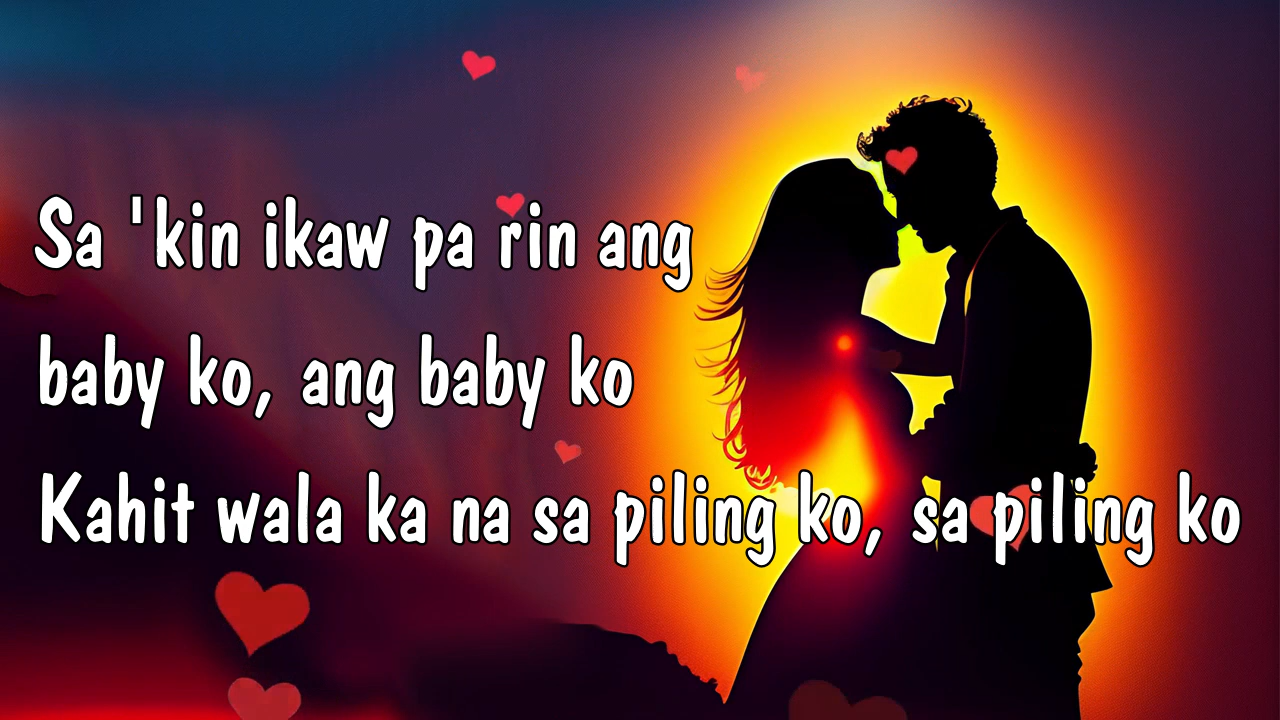 Sa 'kin ikaw pa rin ang
baby ko, ang baby ko
Kahit wala ka na sa piling ko, sa piling ko